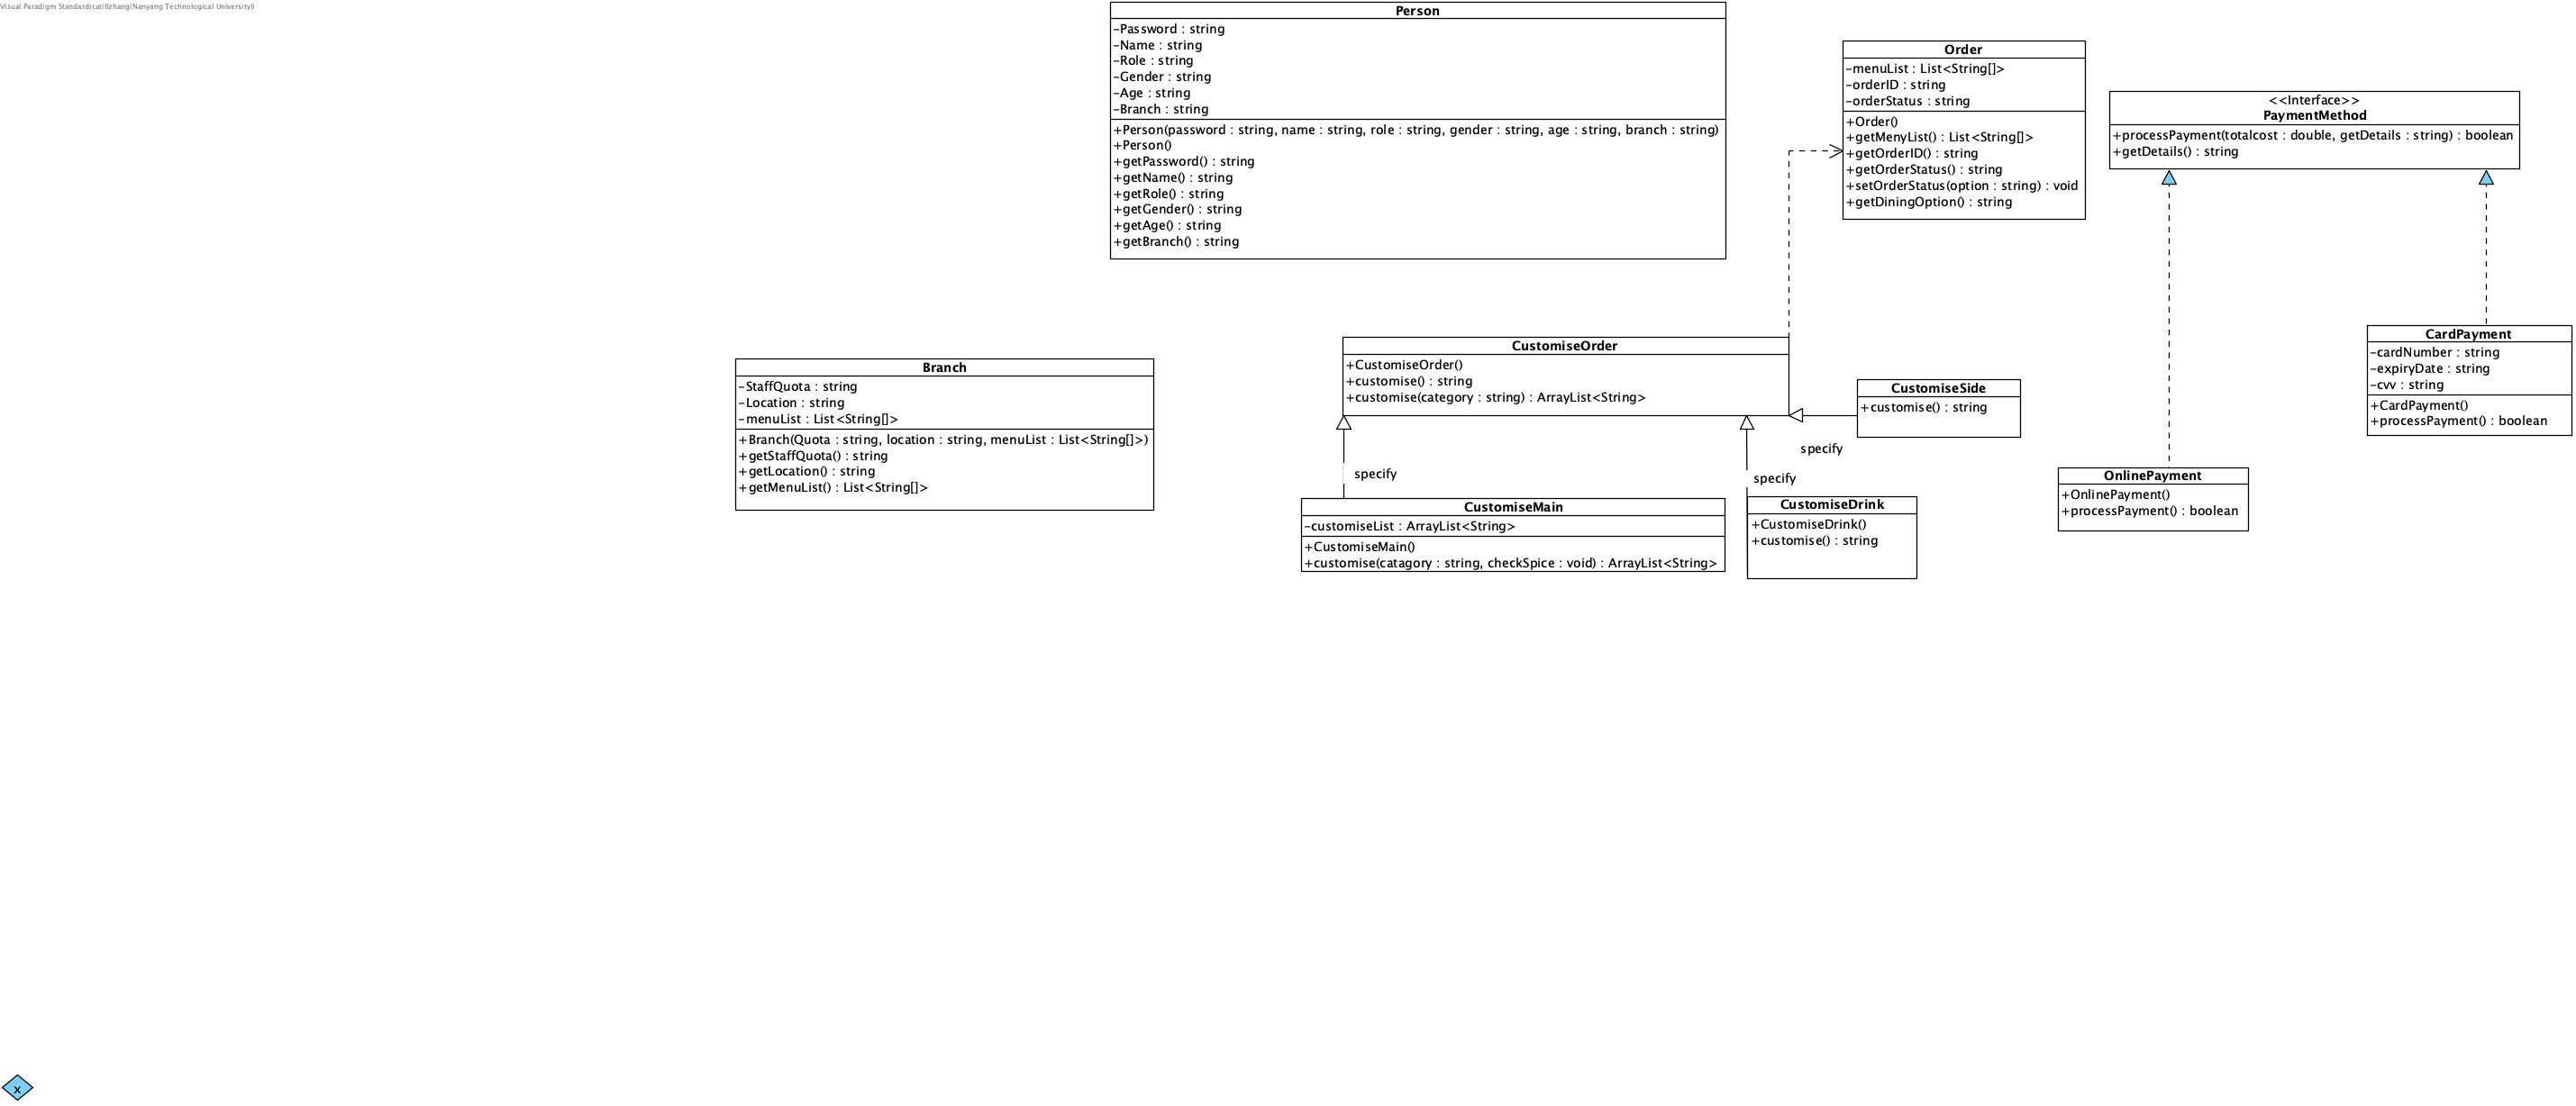 Visual Paradigm Standard(catillzhang(Nanyang Technological University))
Person
-Password : string
-Name : string
-Role : string
-Gender : string
-Age : string
-Branch : string
+Person(password : string, name : string, role : string, gender : string, age : string, branch : string)
+Person()
+getPassword() : string
+getName() : string
+getRole() : string
+getGender() : string
+getAge() : string
+getBranch() : string
Order
-menuList : List<String[]>
-orderID : string
-orderStatus : string
+Order()
+getMenyList() : List<String[]>
+getOrderID() : string
+getOrderStatus() : string
+setOrderStatus(option : string) : void
+getDiningOption() : string
<<Interface>>
PaymentMethod
+processPayment(totalcost : double, getDetails : string) : boolean
+getDetails() : string
Branch
-StaffQuota : string
-Location : string
-menuList : List<String[]>
+Branch(Quota : string, location : string, menuList : List<String[]>)
+getStaffQuota() : string
+getLocation() : string
+getMenuList() : List<String[]>
CustomiseOrder
+CustomiseOrder()
+customise() : string
+customise(category : string) : ArrayList<String>
CustomiseSide
+customise() : string
CardPayment
-cardNumber : string
-expiryDate : string
-cvv : string
+CardPayment()
+processPayment() : boolean
specify
specify
specify
CustomiseMain
-customiseList : ArrayList<String>
+CustomiseMain()
+customise(catagory : string, checkSpice : void) : ArrayList<String>
CustomiseDrink
+CustomiseDrink()
+customise() : string
OnlinePayment
+OnlinePayment()
+processPayment() : boolean
x